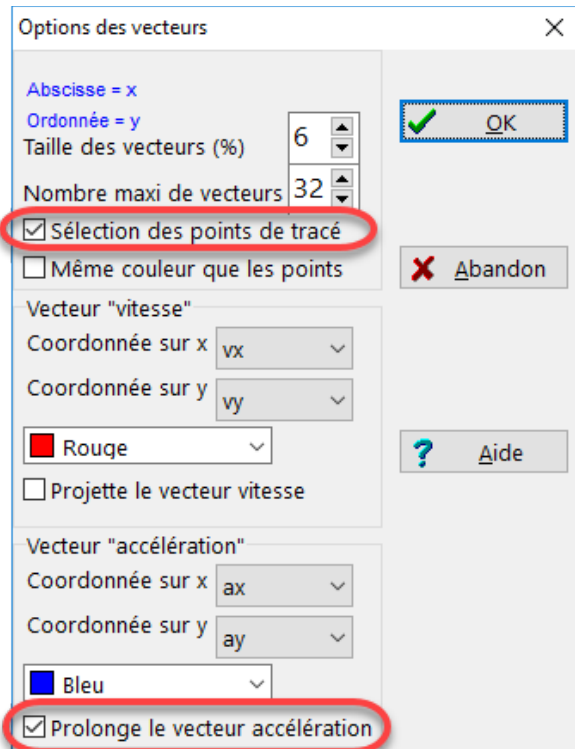 Options des vecteurs
Abscisse = x
Ordonnée = y
Taille des vecteurs (%) 6
OK
Nombre maxi de vecteurs 32
Sélection des points de tracé
Même couleur que les points
Abandon
Vecteur "vitesse"
Coordonnée sur x vx
Coordonnée sur y vy
Rouge
Aide
Projette le vecteur vitesse
Vecteur "accélération"
Coordonnée sur x ax
Coordonnée sur y ay
Bleu
Prolonge le vecteur accélération